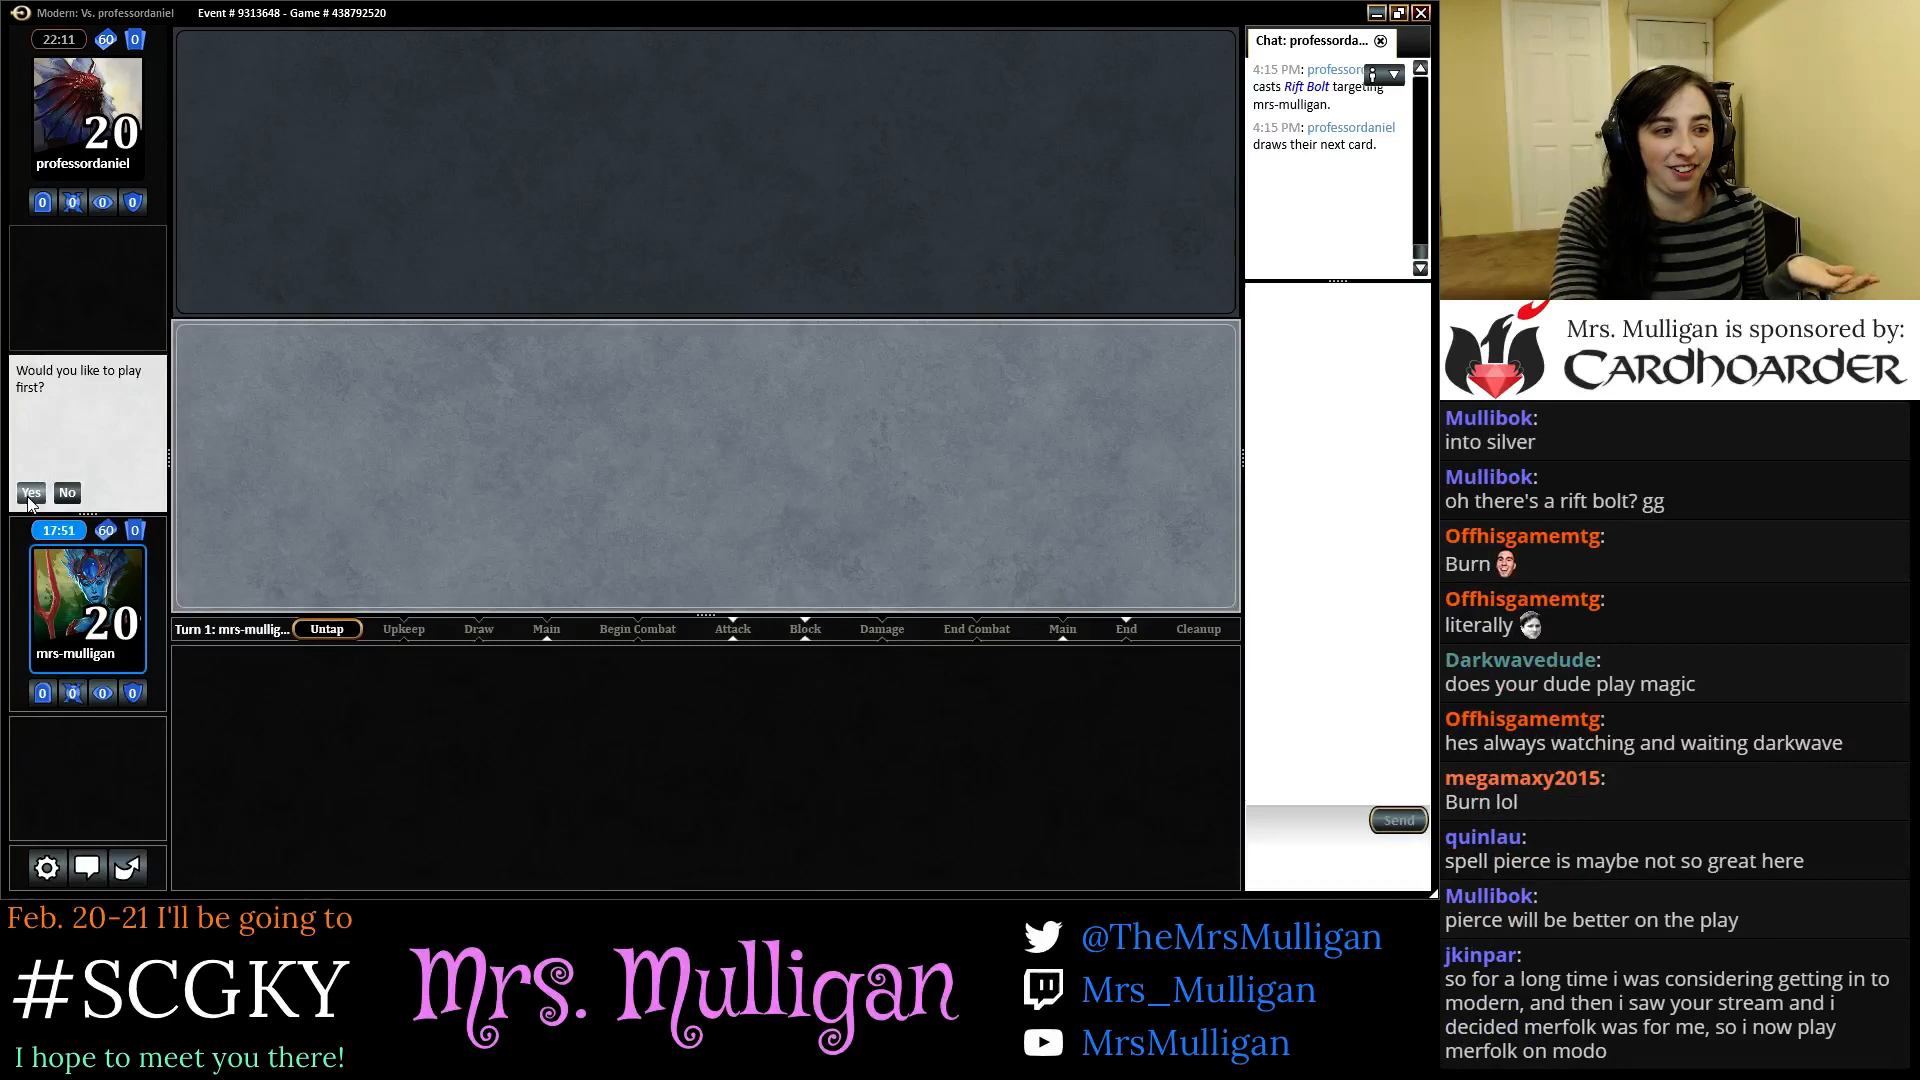 Modern: Vs. professordaniel
Event # 9313648 - Game # 438792520
22:11
60
0
20
professordaniel
0
0
0
0
Would you like to play
first?
Yes
No
17:51
60
0
20
mrs-mulligan
0
0
0
0
Turn 1: mrs-mullig...
Untap
Upkeep
Draw
Main
Begin Combat
Attack
Block
Damage
End Combat
Main
End
Cleanup
Chat: professorda...
4:15 PM: professor
casts Rift Bolt targeting
mrs-mulligan.
4:15 PM: professordaniel
draws their next card.
Send
Mrs. Mulligan is sponsored by:
CARDHOARDER
Mullibok:
into silver
Mullibok:
oh there's a rift bolt? gg
Offhisgamemtg:
Burn
Offhisgamemtg:
literally
Darkwavedude:
does your dude play magic
Offhisgamemtg:
hes always watching and waiting darkwave
megamaxy2015:
Burn lol
quinlau:
spell pierce is maybe not so great here
Mullibok:
pierce will be better on the play
jkinpar:
so for a long time i was considering getting in to
modern, and then i saw your stream and i
decided merfolk was for me, so i now play
merfolk on modo
Feb. 20-21 I'll be going to
#SCGKY
I hope to meet you there!
Mrs. Mulligan
@TheMrsMulligan
Mrs_Mulligan
MrsMulligan